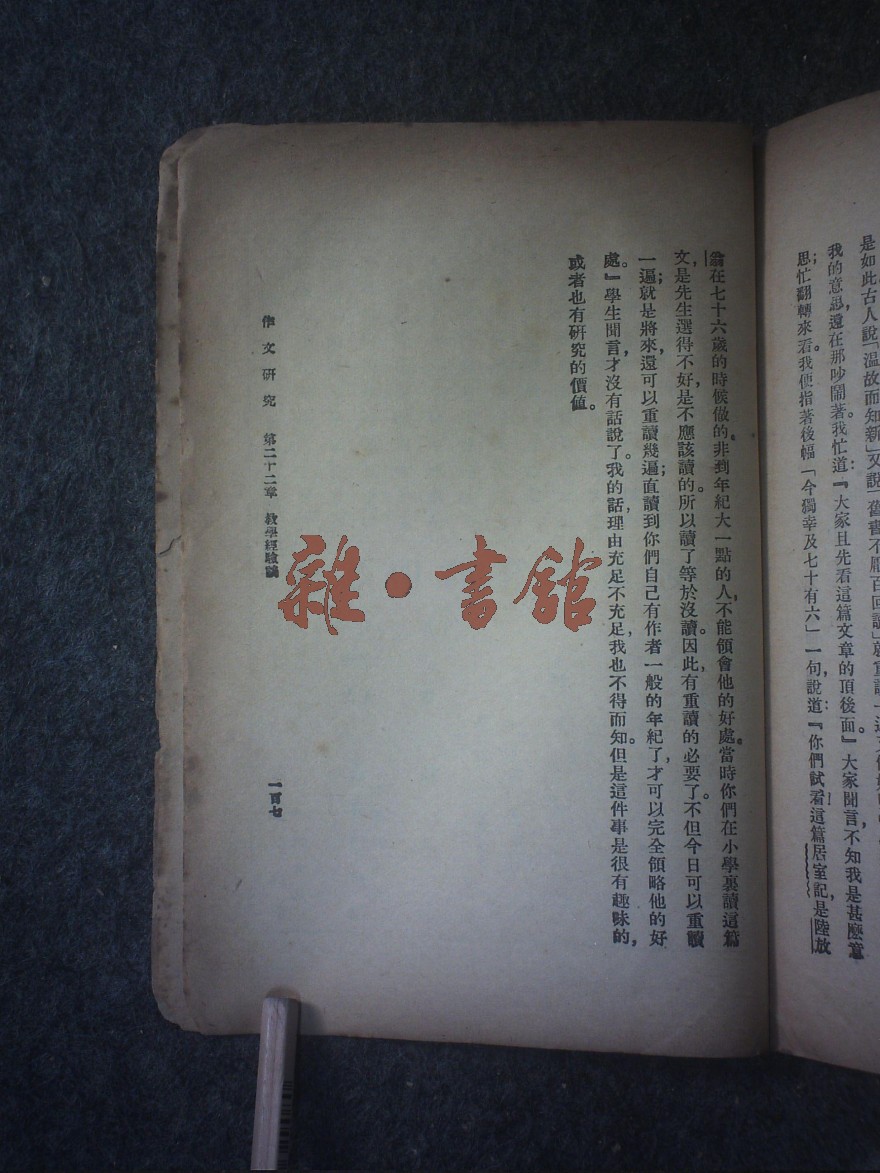 是如此古人說「溫故而知新」又說「舊書不厭百回讀」就重讀一遍
我的意思，還在那吵鬧著。我忙道：『大家且先看這篇文章的頂後面。』大家聞言，不知我是甚麼意
思；忙翻轉來看。我便指著後幅「今獨幸及七十有六」一句，說道：『你們試看這篇居室記，是陸放
翁在七十六歲的時候做的。非到年紀大一點的人，不能領會他的好處。當時你們在小學裏讀這篇
文，是先生選得不好，是不應該讀的。所以讀了等於沒讀。因此，有重讀的必要了。不但今日可以重讀
一遍；就是將來，還可以重讀幾遍；直讀到你們自己有作者一般的年紀了，才可以完全領略他的好
處。』學生聞言，才沒有話說了。我的話，理由充足不充足，我也不得而知。但是這件事是很有趣味的，
或者也有研究的價值。
作文研究　第二十二章　教學經驗談
一百七
雜・書館